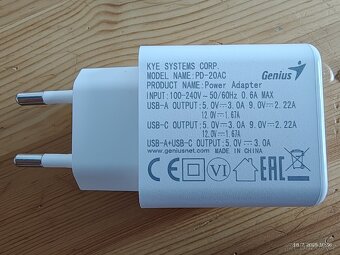 KYE SYSTEMS CORP.
MODEL NAME:PD-20AC
Genius
PRODUCT NAME:Power Adapter
INPUT:100-240V~50/60Hz 0.6A MAX
USB-A OUTPUT:5.0V⎓3.0A 9.0V⎓2.22A
12.0V⎓1.67A
USB-C OUTPUT:5.0V⎓3.0A 9.0V⎓2.22A
12.0V⎓1.67A
USB-A+USB-C OUTPUT:5.0V⎓3.0A
www.geniusnet.com MADE IN CHINA
CE VI EAC